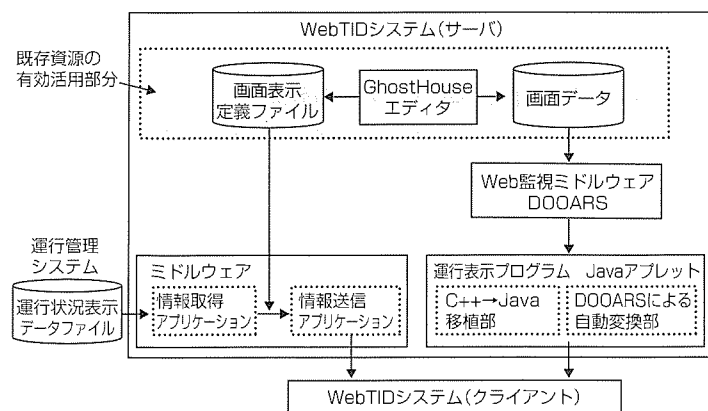 WebTIDシステム(サーバ)
既存資源の
有効活用部分
画面表示
定義ファイル
GhostHouse
エディタ
画面データ
Web監視ミドルウェア
DOOARS
運行管理
システム
運行状況表示
データファイル
ミドルウェア
情報取得
アプリケーション
情報送信
アプリケーション
運行表示プログラム Javaアプレット
C++→Java
移植部
DOOARSによる
自動変換部
WebTIDシステム(クライアント)